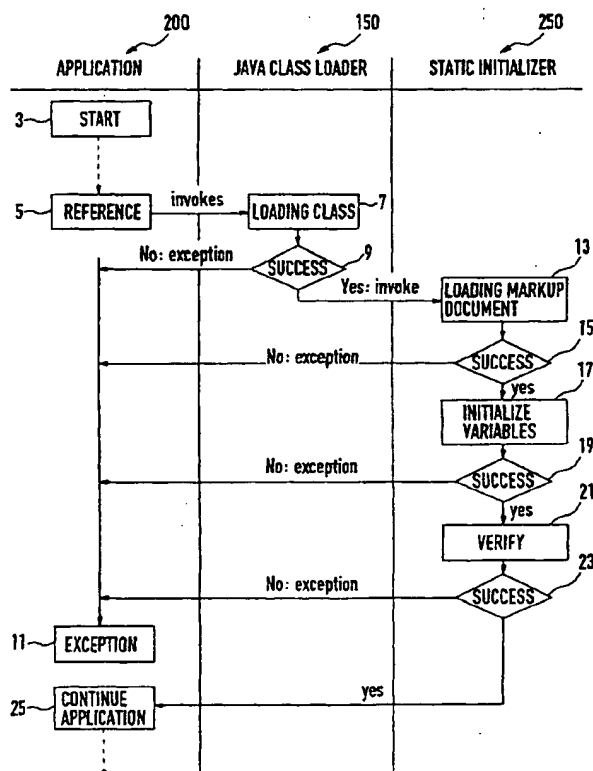 200 150 250
APPLICATION JAVA CLASS LOADER STATIC INITIALIZER
3 START
5 REFERENCE invokes LOADING CLASS 7
No: exception SUCCESS 9
Yes: invoke LOADING MARKUP DOCUMENT 13
No: exception SUCCESS 15
yes
INITIALIZE VARIABLES 17
No: exception SUCCESS 19
yes
VERIFY 21
No: exception SUCCESS 23
11 EXCEPTION
yes
25 CONTINUE APPLICATION